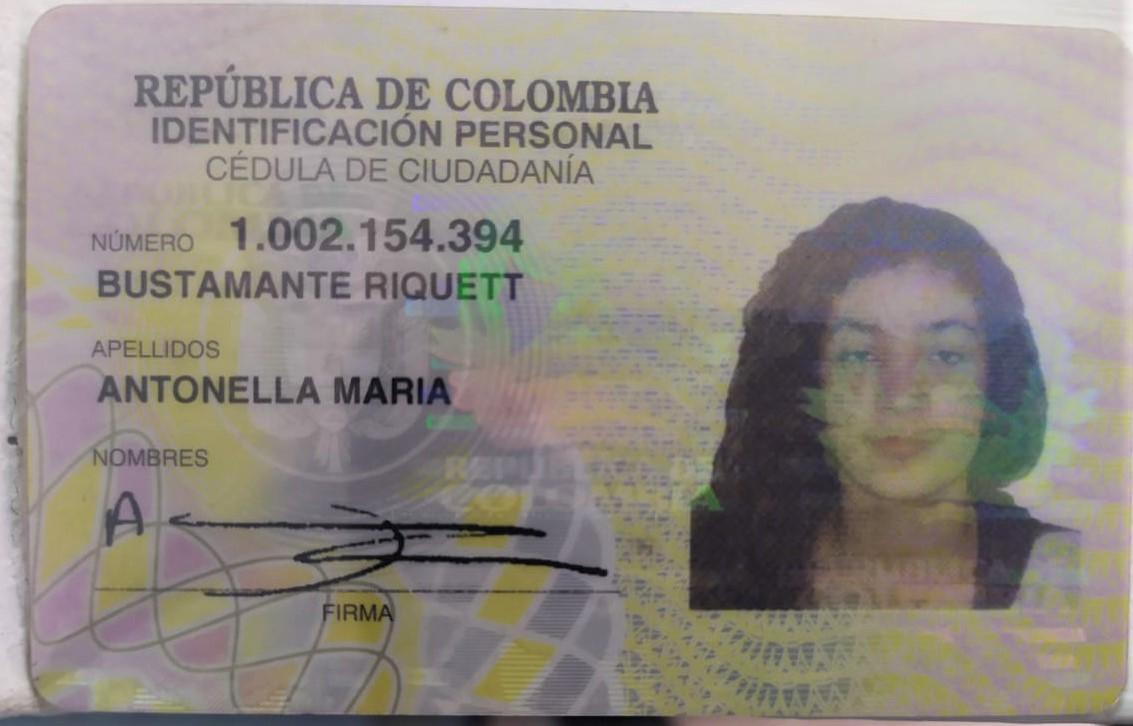 REPÚBLICA DE COLOMBIA
IDENTIFICACIÓN PERSONAL
CÉDULA DE CIUDADANÍA
NÚMERO 1.002.154.394
BUSTAMANTE RIQUETT
APELLIDOS
ANTONELLA MARIA
NOMBRES
FIRMA